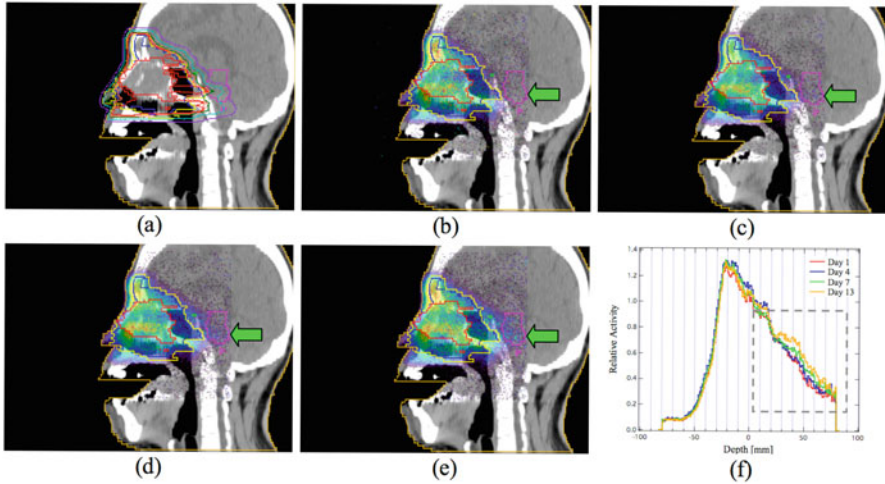 (a)
(b)
(c)
(d)
(e)
Relative Activity
1.4
1.2
1.0
0.8
0.6
0.4
0.2
0.0
Day 1
Day 4
Day 7
Day 13
-100
-50
0
50
100
Depth [mm]
(f)